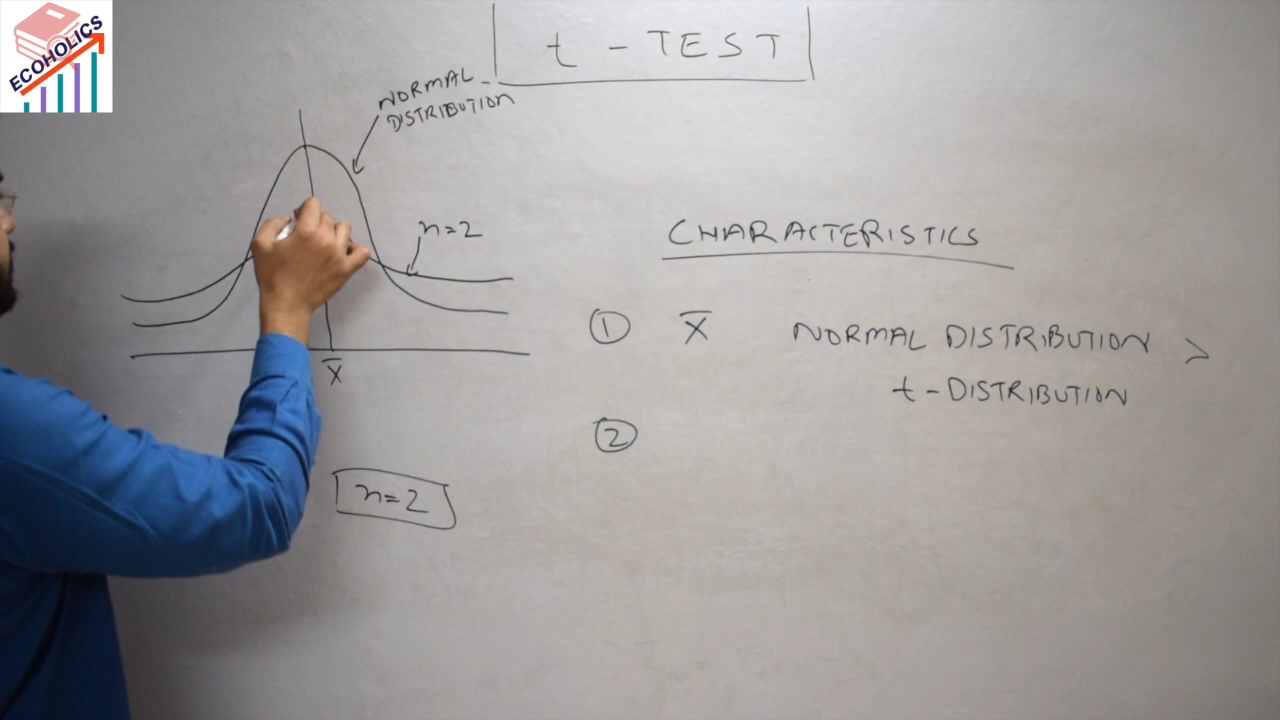 ECOHOLICS
t - TEST
NORMAL
DISTRIBUTION
n=2
CHARACTERISTICS
① X̅ NORMAL DISTRIBUTION >
t - DISTRIBUTION
X̅
②
n=2